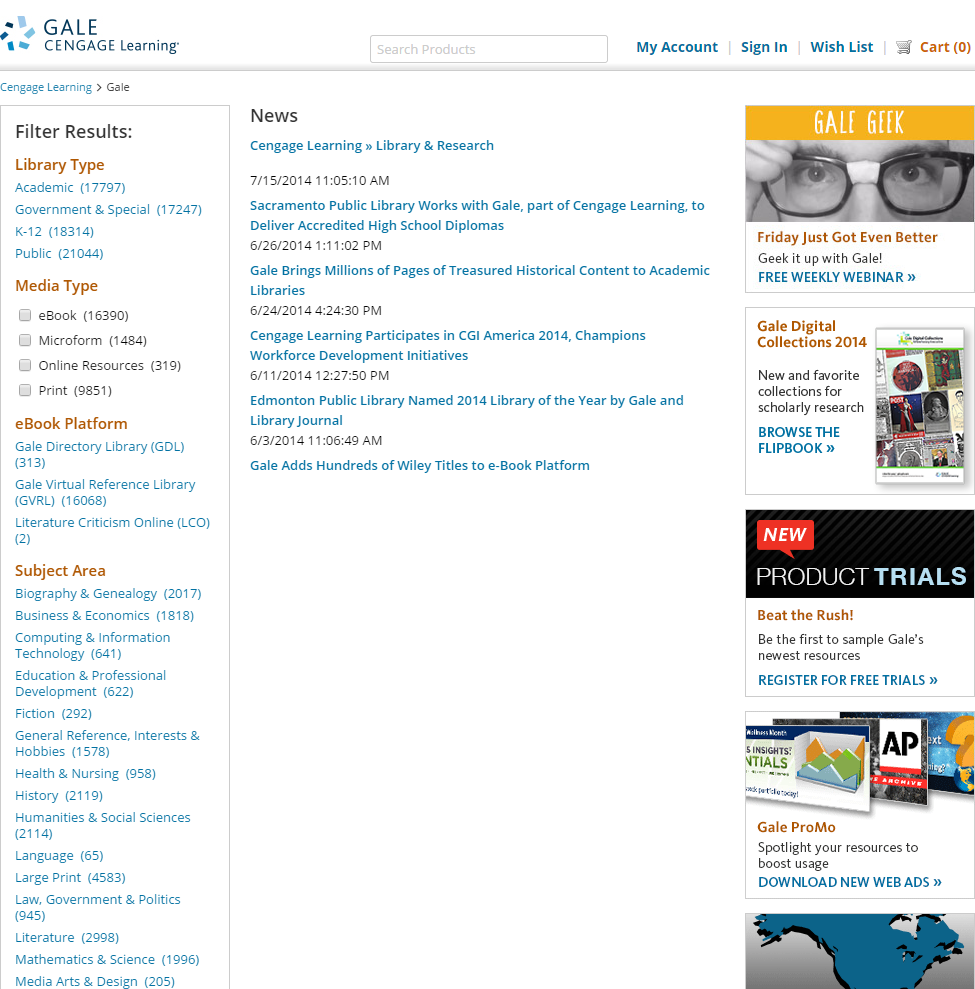 GALE
CENGAGE Learning
Search Products
My Account | Sign In | Wish List | Cart (0)
Cengage Learning > Gale
Filter Results:
Library Type
Academic (17797)
Government & Special (17247)
K-12 (18314)
Public (21044)
Media Type
eBook (16390)
Microform (1484)
Online Resources (319)
Print (9851)
eBook Platform
Gale Directory Library (GDL)
(313)
Gale Virtual Reference Library
(GVRL) (16068)
Literature Criticism Online (LCO)
(2)
Subject Area
Biography & Genealogy (2017)
Business & Economics (1818)
Computing & Information
Technology (641)
Education & Professional
Development (622)
Fiction (292)
General Reference, Interests &
Hobbies (1578)
Health & Nursing (958)
History (2119)
Humanities & Social Sciences
(2114)
Language (65)
Large Print (4583)
Law, Government & Politics
(945)
Literature (2998)
Mathematics & Science (1996)
Media Arts & Design (205)
News
Cengage Learning » Library & Research
7/15/2014 11:05:10 AM
Sacramento Public Library Works with Gale, part of Cengage Learning, to
Deliver Accredited High School Diplomas
6/26/2014 1:11:02 PM
Gale Brings Millions of Pages of Treasured Historical Content to Academic
Libraries
6/24/2014 4:24:30 PM
Cengage Learning Participates in CGI America 2014, Champions
Workforce Development Initiatives
6/11/2014 12:27:50 PM
Edmonton Public Library Named 2014 Library of the Year by Gale and
Library Journal
6/3/2014 11:06:49 AM
Gale Adds Hundreds of Wiley Titles to e-Book Platform
GALE GEEK
Friday Just Got Even Better
Geek it up with Gale!
FREE WEEKLY WEBINAR »
Gale Digital
Collections 2014
New and favorite
collections for
scholarly research
BROWSE THE
FLIPBOOK »
Gale Digital Collections
POST
NEW
PRODUCT TRIALS
Beat the Rush!
Be the first to sample Gale's
newest resources
REGISTER FOR FREE TRIALS »
Wellness Month
S INSIGHTS?
NTIALS
portfolio today!
AP
ARCHIVE
ext
Gale ProMo
Spotlight your resources to
boost usage
DOWNLOAD NEW WEB ADS »